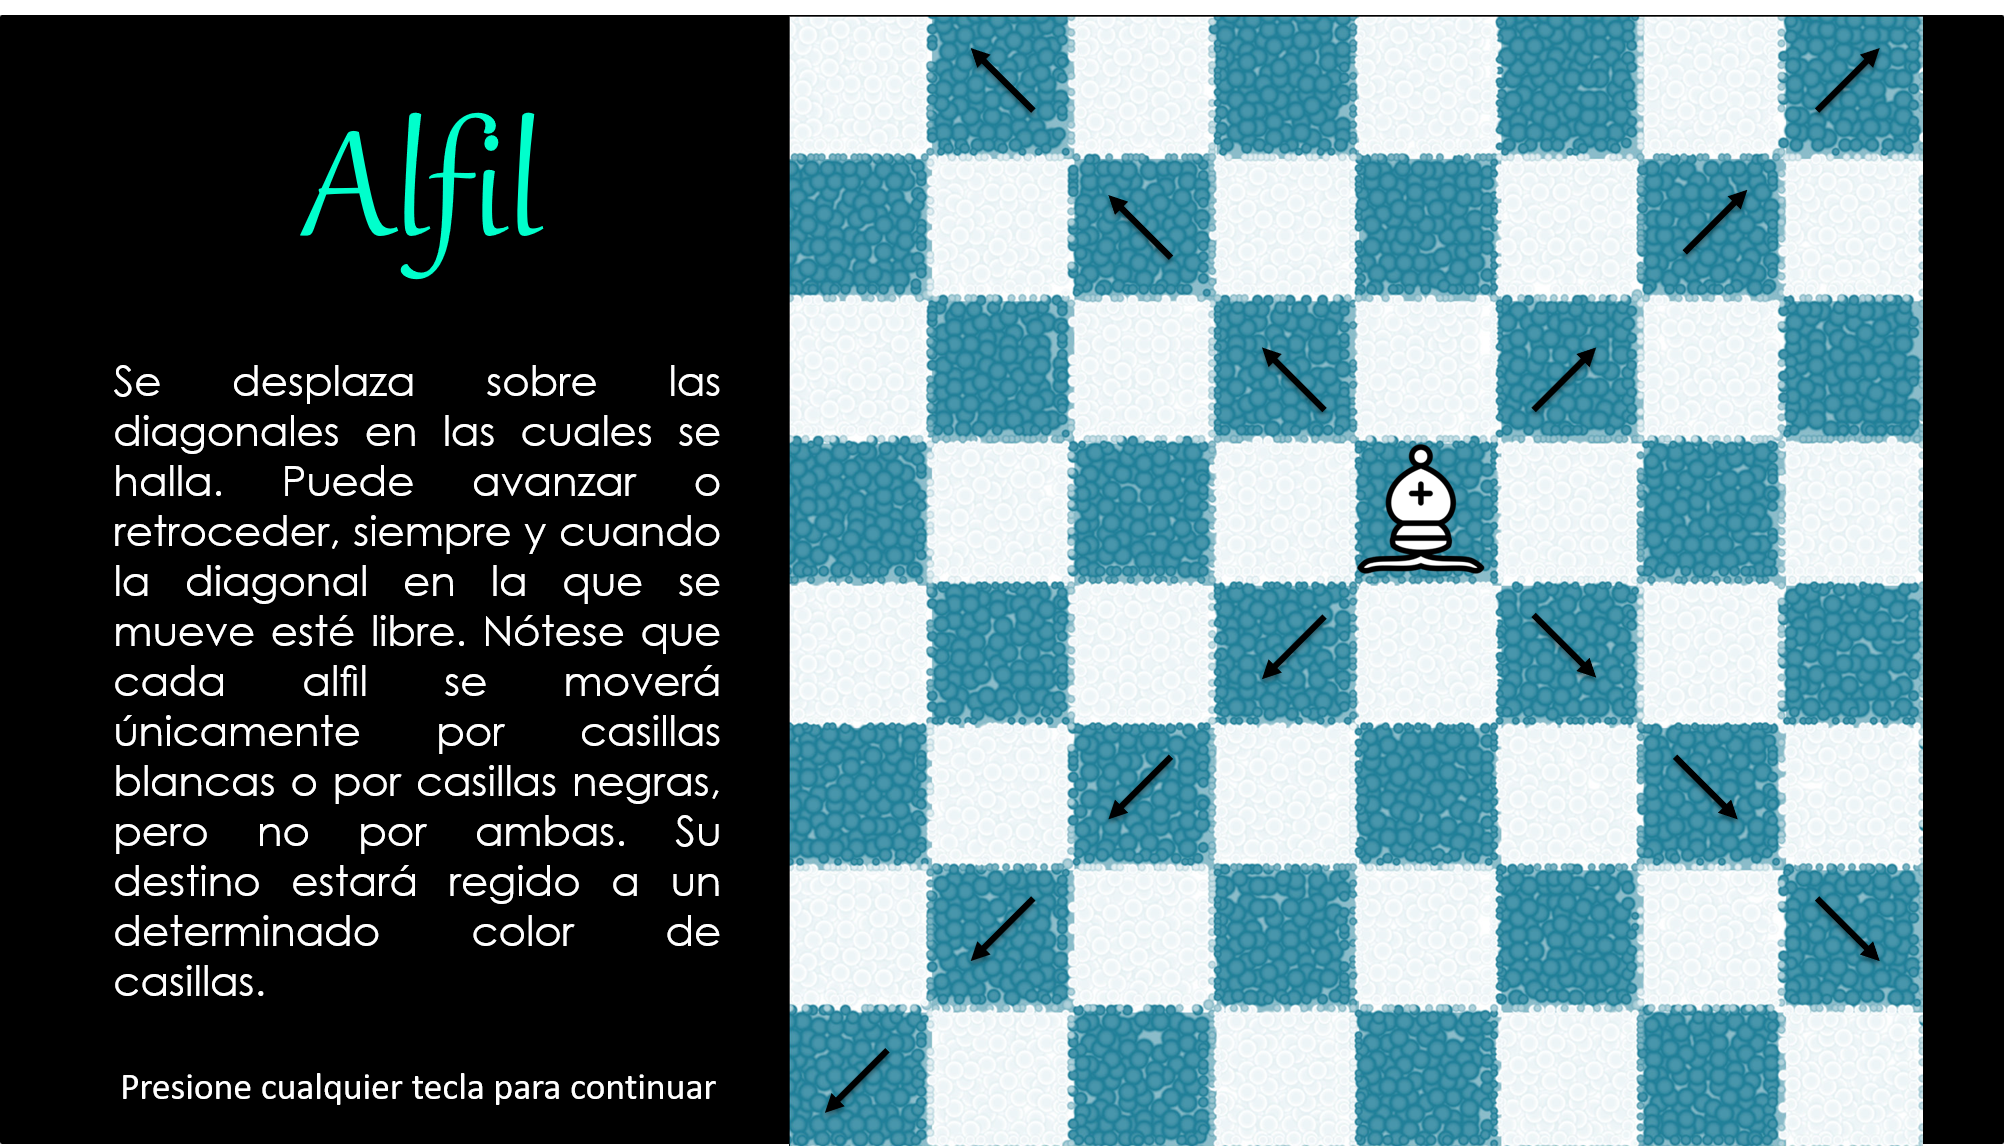 Alfil
Se desplaza sobre las
diagonales en las cuales se
halla. Puede avanzar o
retroceder, siempre y cuando
la diagonal en la que se
mueve esté libre. Nótese que
cada alfil se moverá
únicamente por casillas
blancas o por casillas negras,
pero no por ambas. Su
destino estará regido a un
determinado color de
casillas.
Presione cualquier tecla para continuar